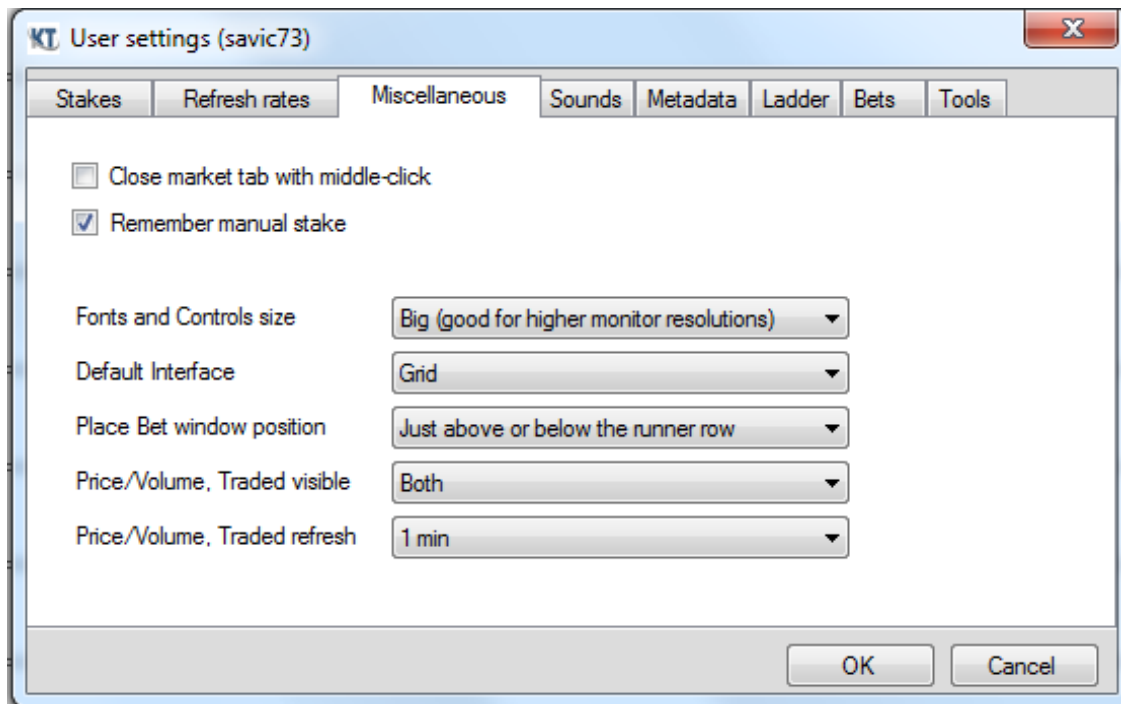 KT User settings (savic73)
X
Stakes Refresh rates Miscellaneous Sounds Metadata Ladder Bets Tools
Close market tab with middle-click
Remember manual stake
Fonts and Controls size Big (good for higher monitor resolutions)
Default Interface Grid
Place Bet window position Just above or below the runner row
Price/Volume, Traded visible Both
Price/Volume, Traded refresh 1 min
OK Cancel